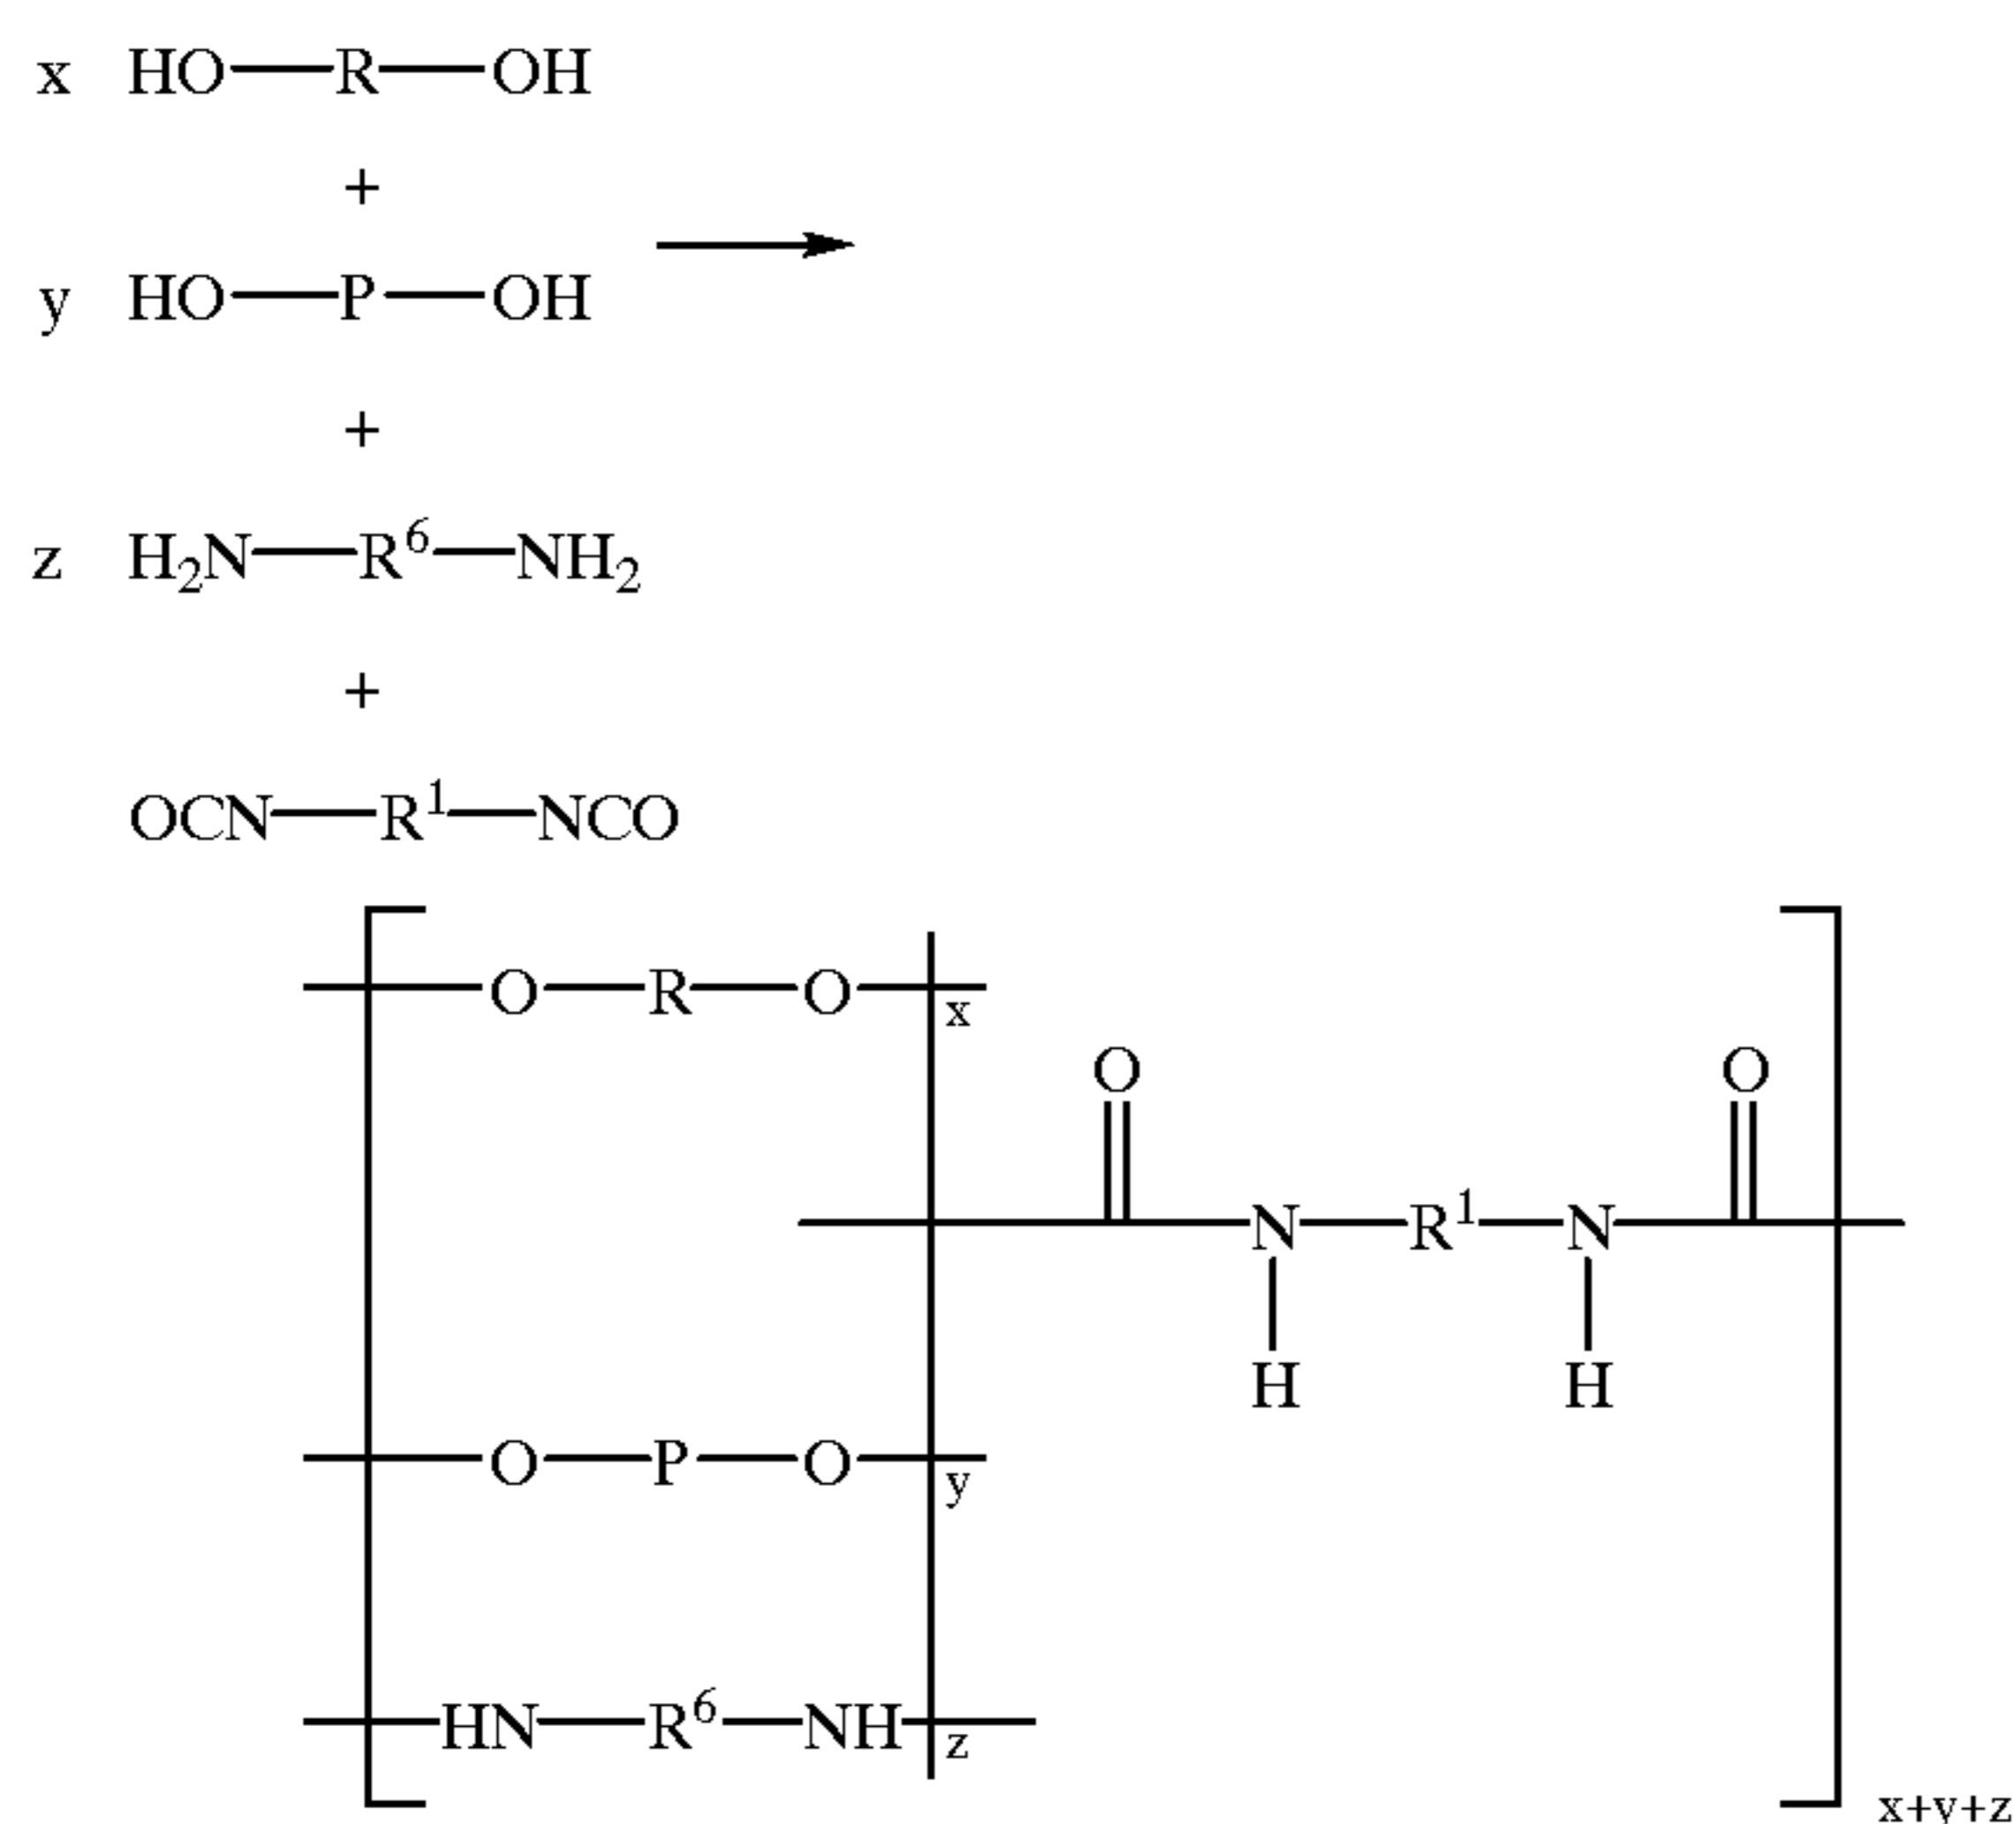 x HO—R—OH
+
y HO—P—OH
+
z H₂N—R⁶—NH₂
+
OCN—R¹—NCO
O—R—O x
O O
N—R¹—N
H H
O—P—O y
HN—R⁶—NH z
x+y+z